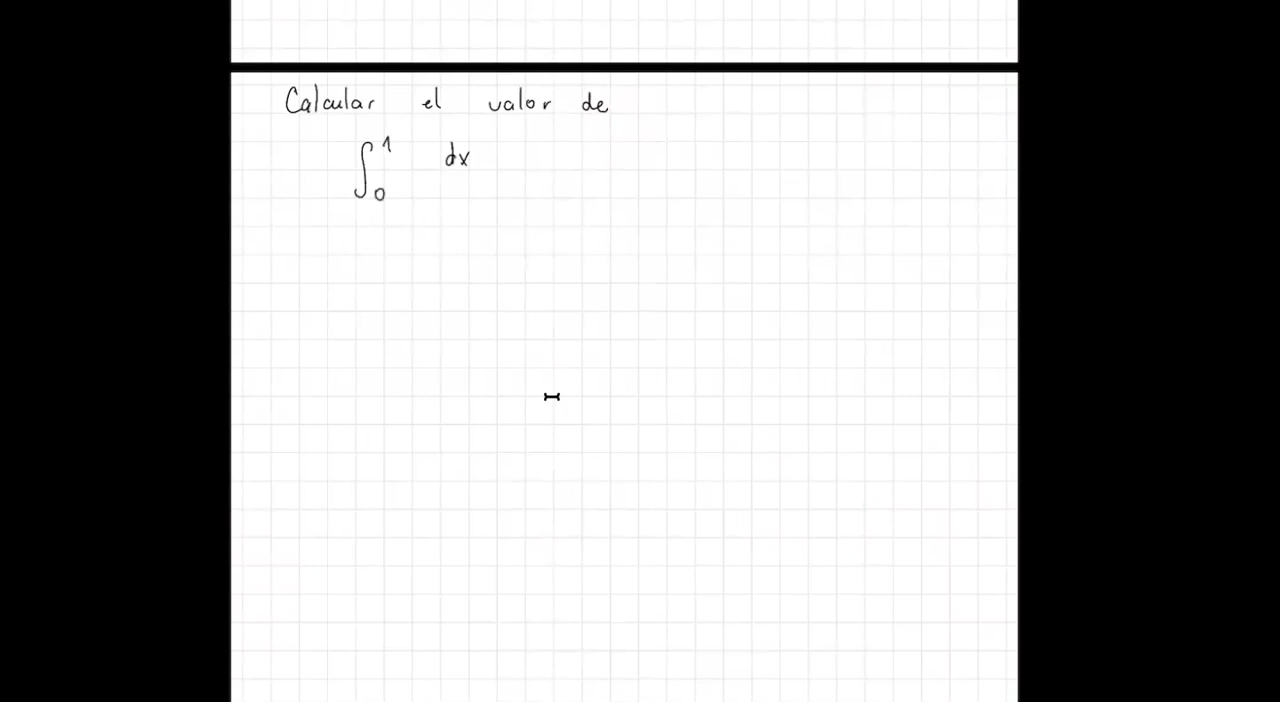 Calcular el valor de
∫₀¹ dx